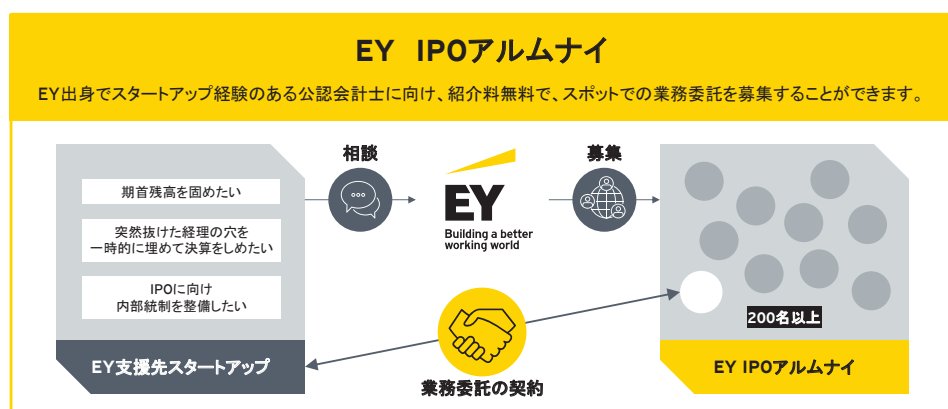 EY IPOアルムナイ
EY出身でスタートアップ経験のある公認会計士に向け、紹介料無料で、スポットでの業務委託を募集することができます。
相談
募集
期首残高を固めたい
突然抜けた経理の穴を
一時的に埋めて決算をしめたい
IPOに向け
内部統制を整備したい
EY
Building a better
working world
200名以上
EY支援先スタートアップ
業務委託の契約
EY IPOアルムナイ